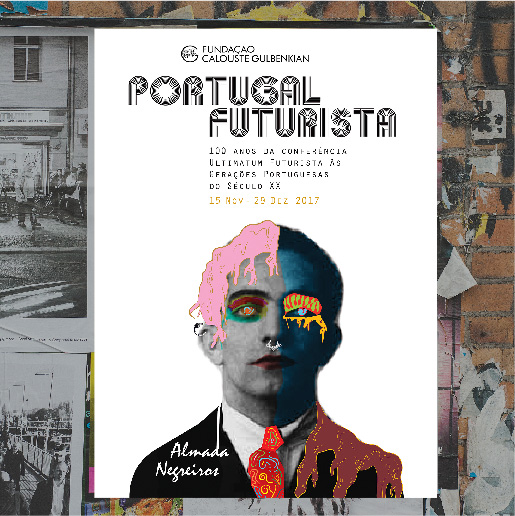 FUNDAÇÃO
CALOUSTE GULBENKIAN
PORTUGAL
FUTURISTA
100 ANOS DA CONFERÊNCIA
ULTIMATUM FUTURISTA ÀS
GERAÇÕES PORTUGUESAS
DO SÉCULO XX
15 NOV - 29 DEZ 2017
Almada
Negreiros